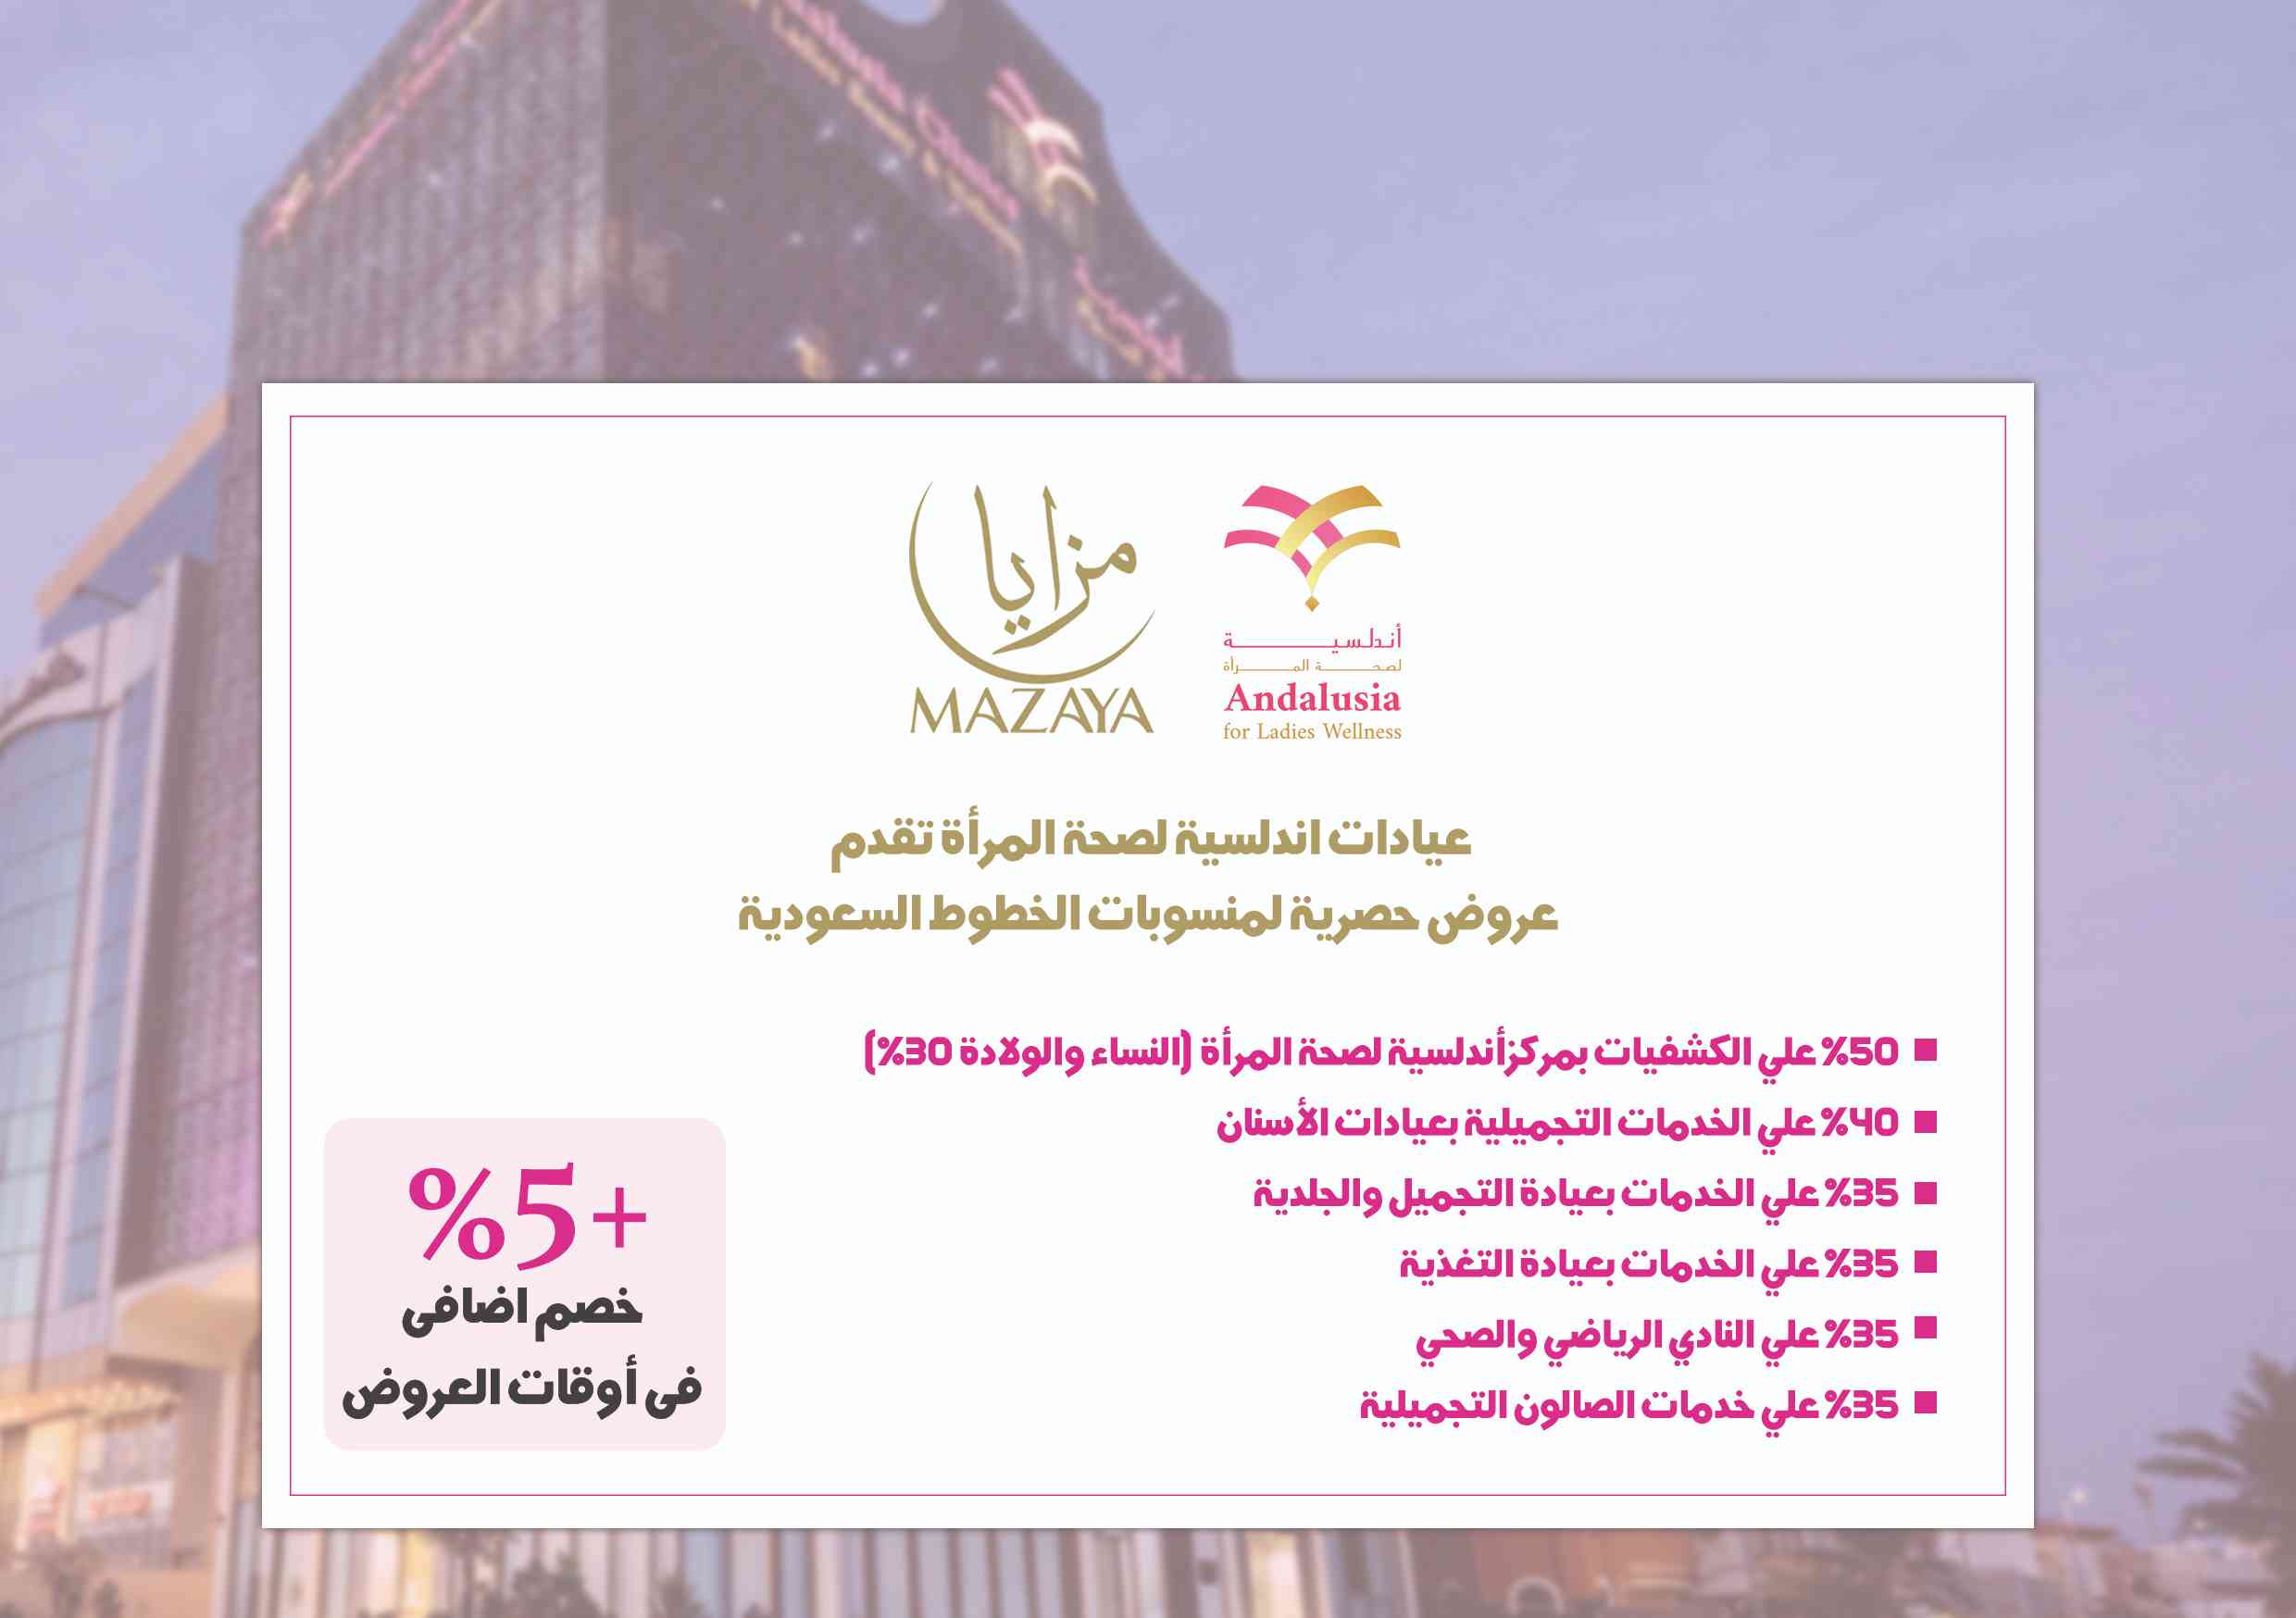 مزايا
MAZAYA
أندلسية
لصحة المرأة
Andalusia
for Ladies Wellness
عيادات اندلسية لصحة المرأة تقدم
عروض حصرية لمنسوبات الخطوط السعودية
50% علي الكشفيات بمركزأندلسية لصحة المرأة (النساء والولادة 30%)
40% علي الخدمات التجميلية بعيادات الأسنان
35% علي الخدمات بعيادة التجميل والجلدية
35% علي الخدمات بعيادة التغذية
35% علي النادي الرياضي والصحي
35% علي خدمات الصالون التجميلية
+5%
خصم اضافى
فى أوقات العروض